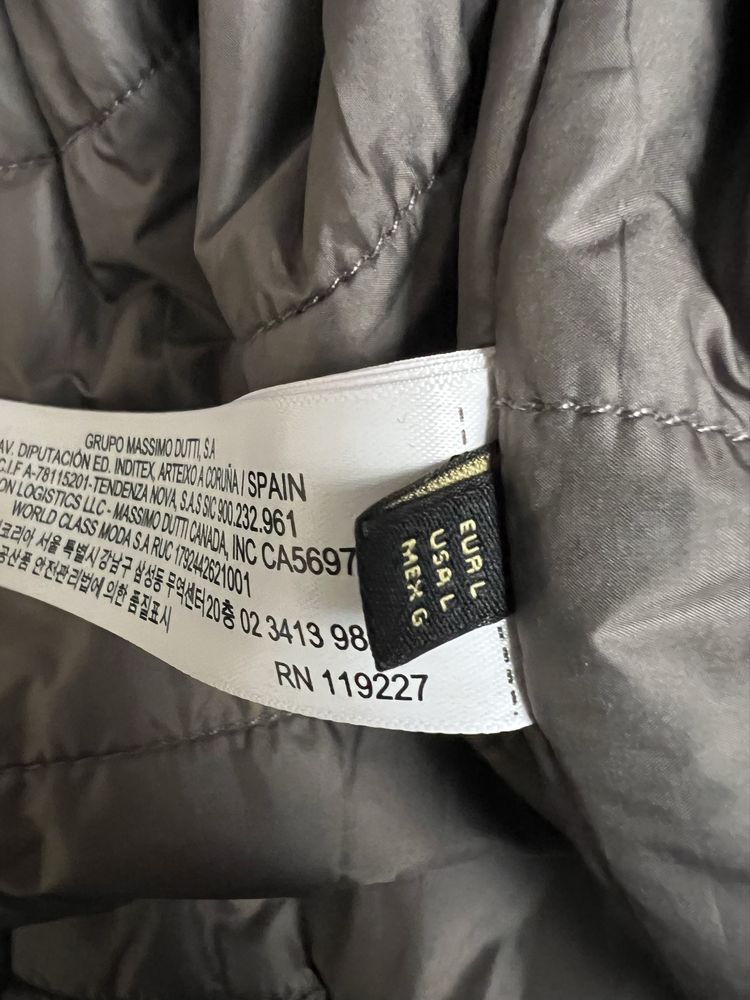 GRUPO MASSIMO DUTTI, S.A
AV. DIPUTACIÓN ED. INDITEX, ARTEIXO A CORUÑA / SPAIN
C.I.F A-78115201-TENDENZA NOVA, S.A.S SIC 900.232.961
ON LOGISTICS LLC - MASSIMO DUTTI CANADA, INC CA5697
WORLD CLASS MODA S.A RUC 1792442621001
코리아 서울 특별시 강남구 삼성동 무역센터 20층 02 3413 98
공산품 안전관리법에 의한 품질표시
RN 119227
EUR L
USA L
MEX G